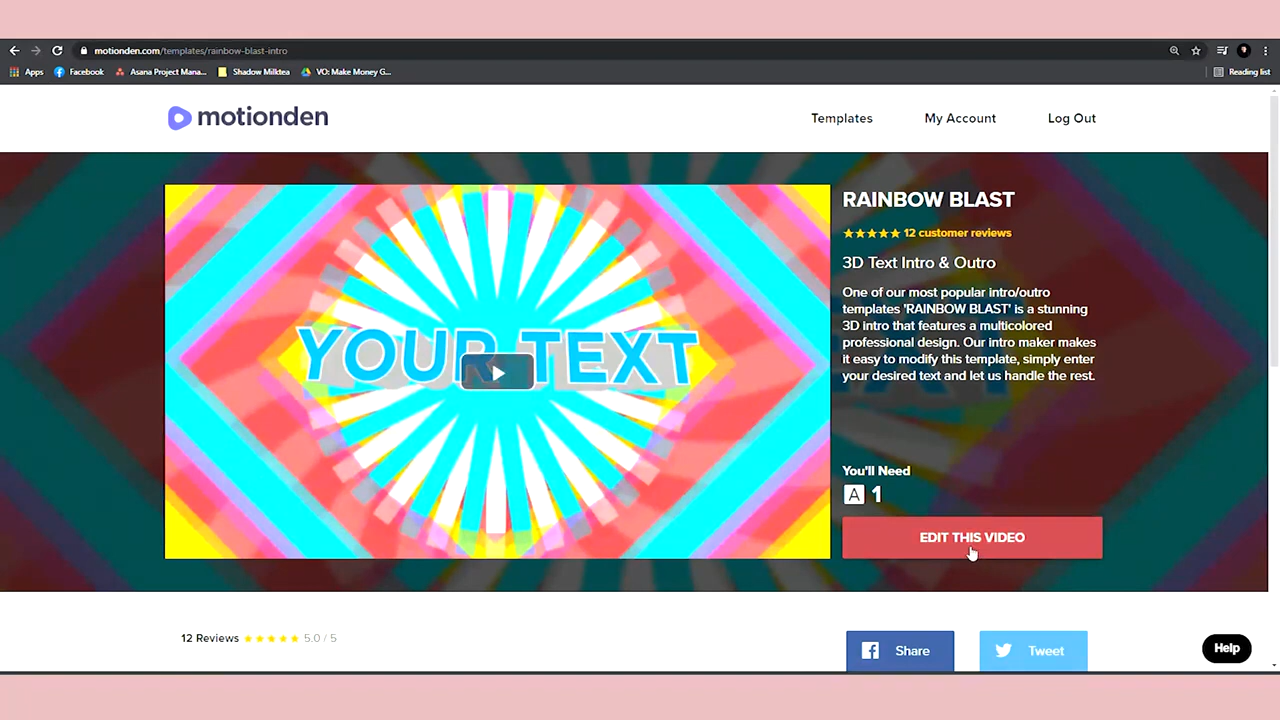 motionden.com/templates/rainbow-blast-intro
Apps Facebook Asana Project Mana... Shadow Milktea VO: Make Money G... Reading list
motionden Templates My Account Log Out
YOUR TEXT
RAINBOW BLAST
12 customer reviews
3D Text Intro & Outro
One of our most popular intro/outro
templates 'RAINBOW BLAST' is a stunning
3D intro that features a multicolored
professional design. Our intro maker makes
it easy to modify this template, simply enter
your desired text and let us handle the rest.
You'll Need
A 1
EDIT THIS VIDEO
12 Reviews 5.0 / 5
Share Tweet
Help